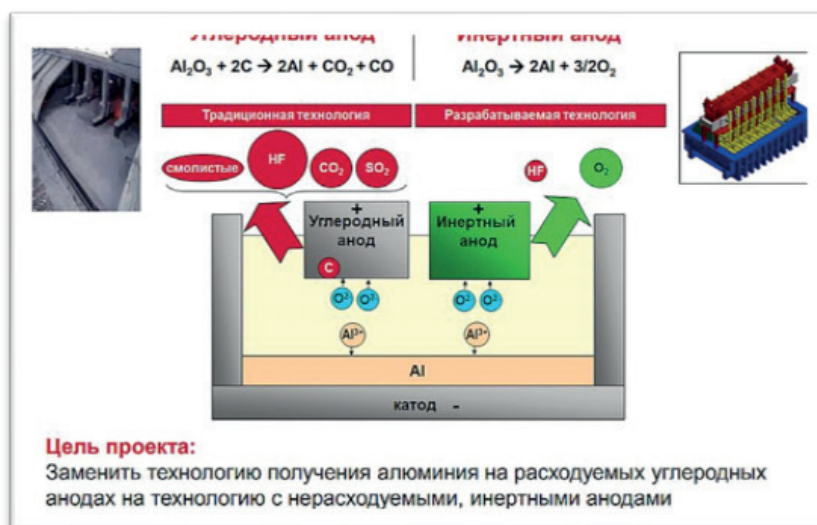 Углеродный анод
Инертный анод
Al₂O₃ + 2C → 2Al + CO₂ + CO
Al₂O₃ → 2Al + 3/2O₂
Традиционная технология
Разрабатываемая технология
смолистые
HF
CO₂
SO₂
HF
O₂
+
Углеродный
анод
+
Инертный
анод
C
O²⁻
O²⁻
O²⁻
O²⁻
Al³⁺
Al³⁺
Al
катод -
Цель проекта:
Заменить технологию получения алюминия на расходуемых углеродных
анодах на технологию с нерасходуемыми, инертными анодами